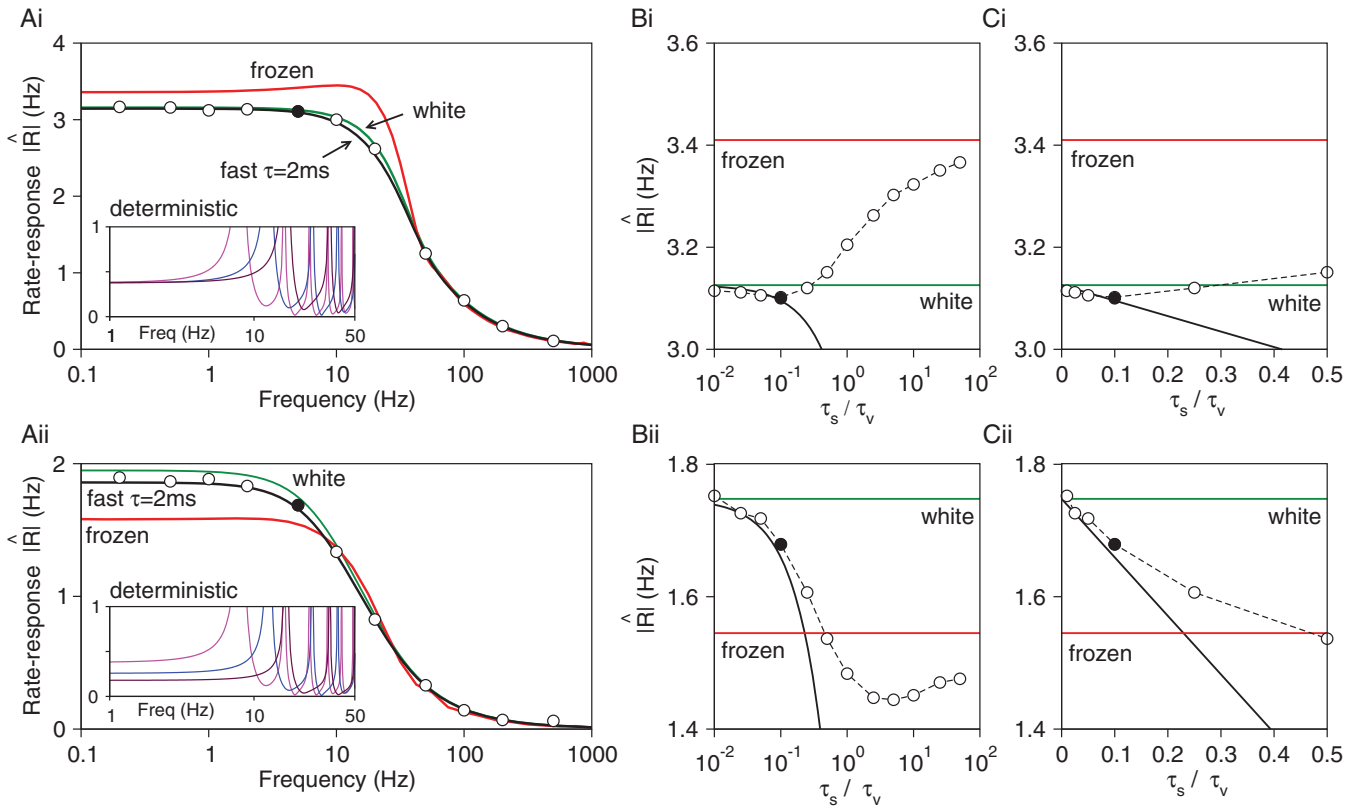 Ai
Rate-response |R̂| (Hz)
4
3
2
1
0
frozen
white
fast τ=2ms
deterministic
1
0
1
Freq (Hz)
10
50
0.1
1
10
100
1000
Frequency (Hz)
Bi
|R̂| (Hz)
3.6
3.4
3.2
3.0
frozen
white
10⁻²
10⁻¹
10⁰
10¹
10²
τₛ / τᵥ
Ci
3.6
3.4
3.2
3.0
frozen
white
0
0.1
0.2
0.3
0.4
0.5
τₛ / τᵥ
Aii
Rate-response |R̂| (Hz)
2
1
0
white
fast τ=2ms
frozen
deterministic
1
0
1
Freq (Hz)
10
50
0.1
1
10
100
1000
Frequency (Hz)
Bii
|R̂| (Hz)
1.8
1.6
1.4
white
frozen
10⁻²
10⁻¹
10⁰
10¹
10²
τₛ / τᵥ
Cii
1.8
1.6
1.4
white
frozen
0
0.1
0.2
0.3
0.4
0.5
τₛ / τᵥ